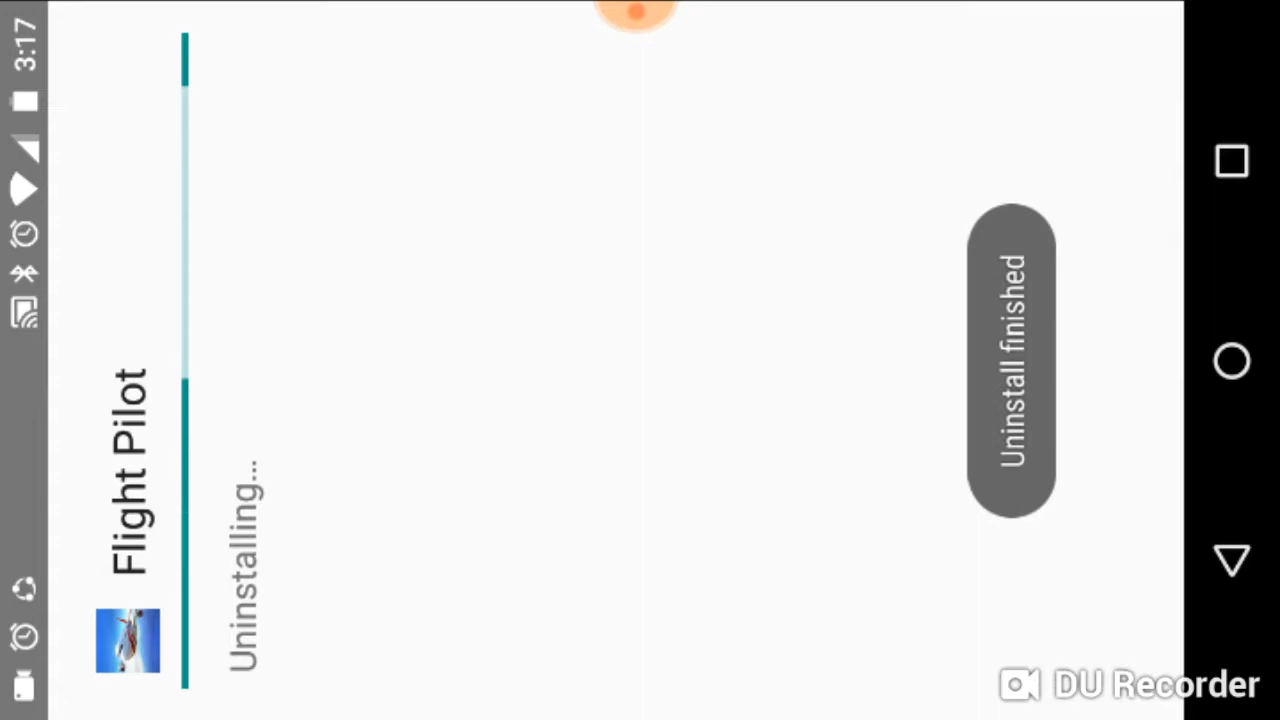 3:17
Flight Pilot
Uninstalling...
Uninstall finished
DU Recorder